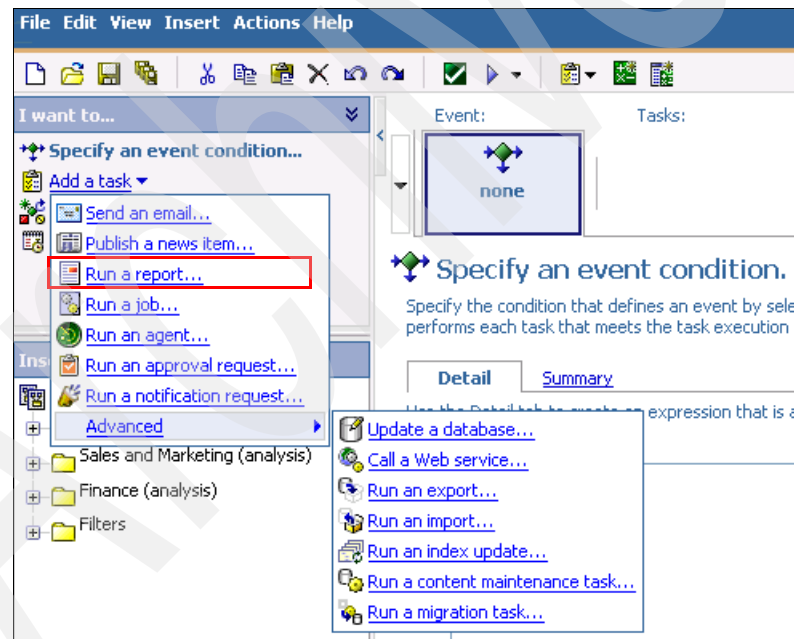 File Edit View Insert Actions Help
I want to...
Specify an event condition...
Add a task
Send an email...
Publish a news item...
Run a report...
Run a job...
Run an agent...
Run an approval request...
Run a notification request...
Advanced
Update a database...
Call a Web service...
Run an export...
Run an import...
Run an index update...
Run a content maintenance task...
Run a migration task...
Ins
Sales and Marketing (analysis)
Finance (analysis)
Filters
Event: Tasks:
none
Specify an event condition.
Specify the condition that defines an event by sele
performs each task that meets the task execution
Detail Summary
expression that is a